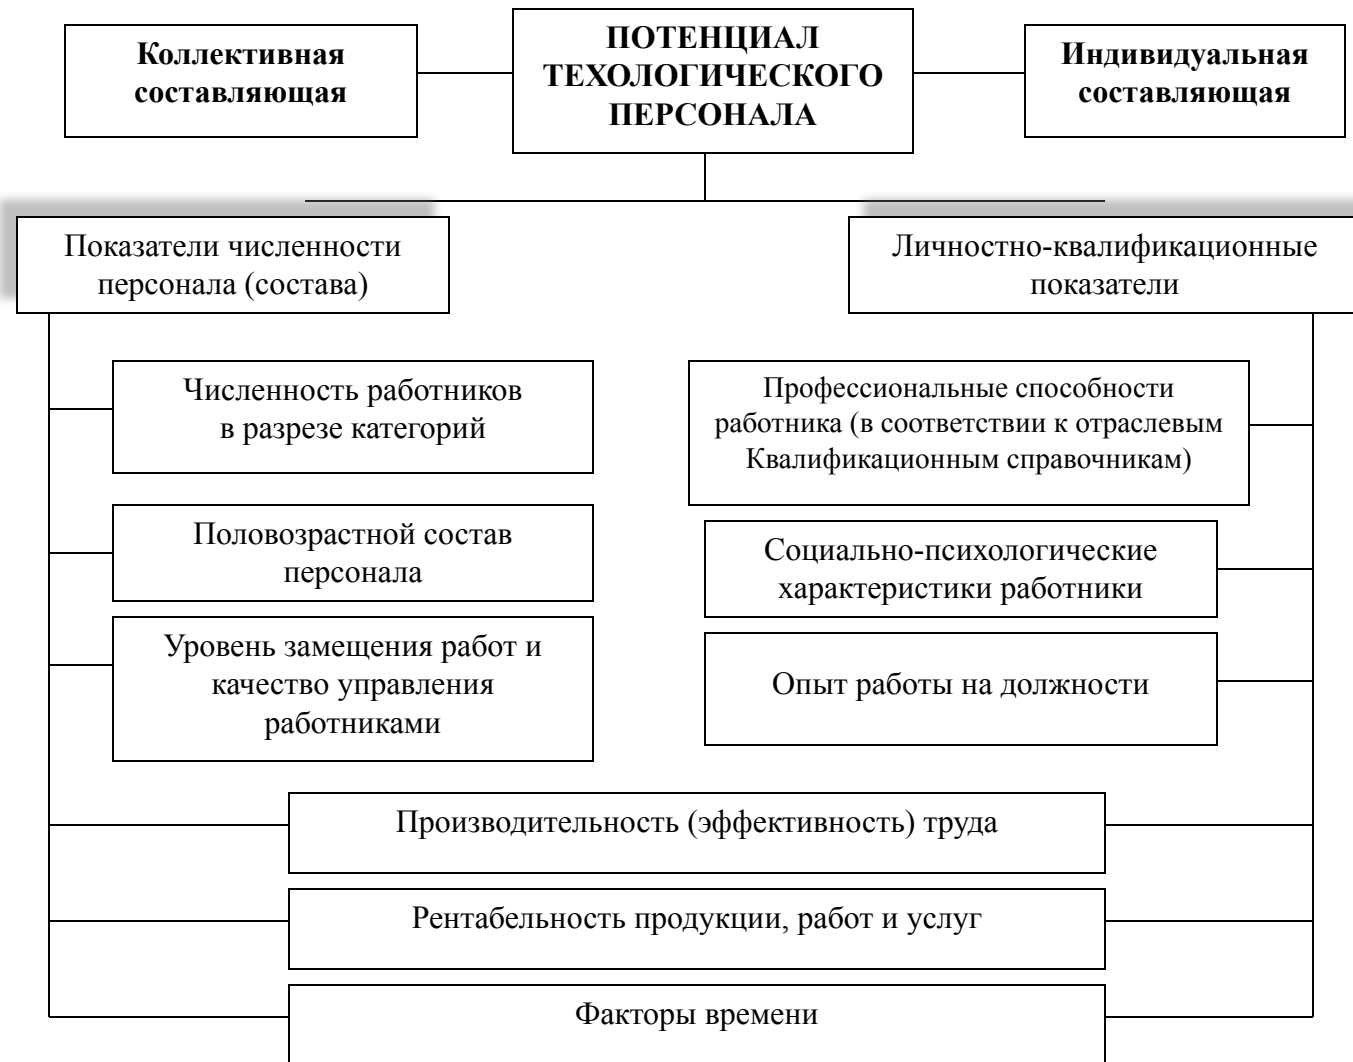 Коллективная
составляющая
ПОТЕНЦИАЛ
ТЕХОЛОГИЧЕСКОГО
ПЕРСОНАЛА
Индивидуальная
составляющая
Показатели численности
персонала (состава)
Личностно-квалификационные
показатели
Численность работников
в разрезе категорий
Половозрастной состав
персонала
Уровень замещения работ и
качество управления
работниками
Профессиональные способности
работника (в соответствии к отраслевым
Квалификационным справочникам)
Социально-психологические
характеристики работники
Опыт работы на должности
Производительность (эффективность) труда
Рентабельность продукции, работ и услуг
Факторы времени